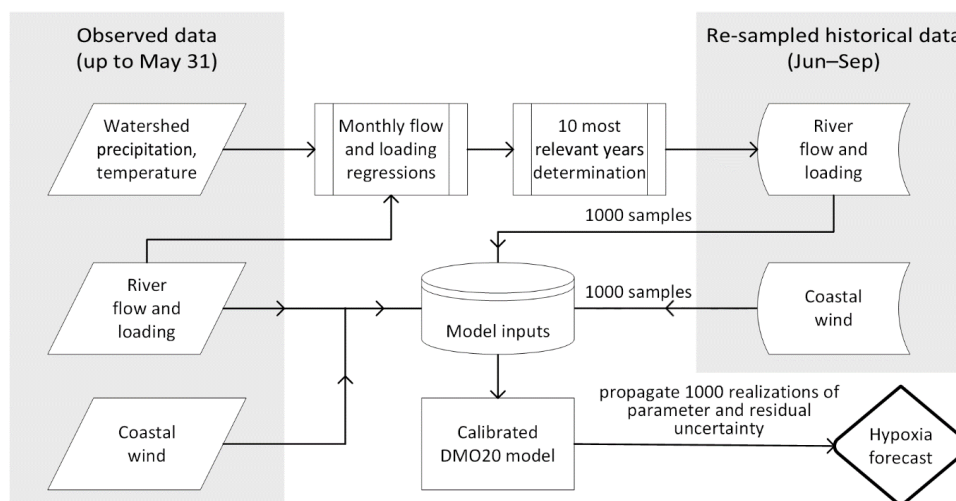 Observed data
(up to May 31)
Re-sampled historical data
(Jun–Sep)
Watershed
precipitation,
temperature
Monthly flow
and loading
regressions
10 most
relevant years
determination
River
flow and
loading
1000 samples
River
flow and
loading
Model inputs
1000 samples
Coastal
wind
Coastal
wind
Calibrated
DMO20 model
propagate 1000 realizations of
parameter and residual
uncertainty
Hypoxia
forecast